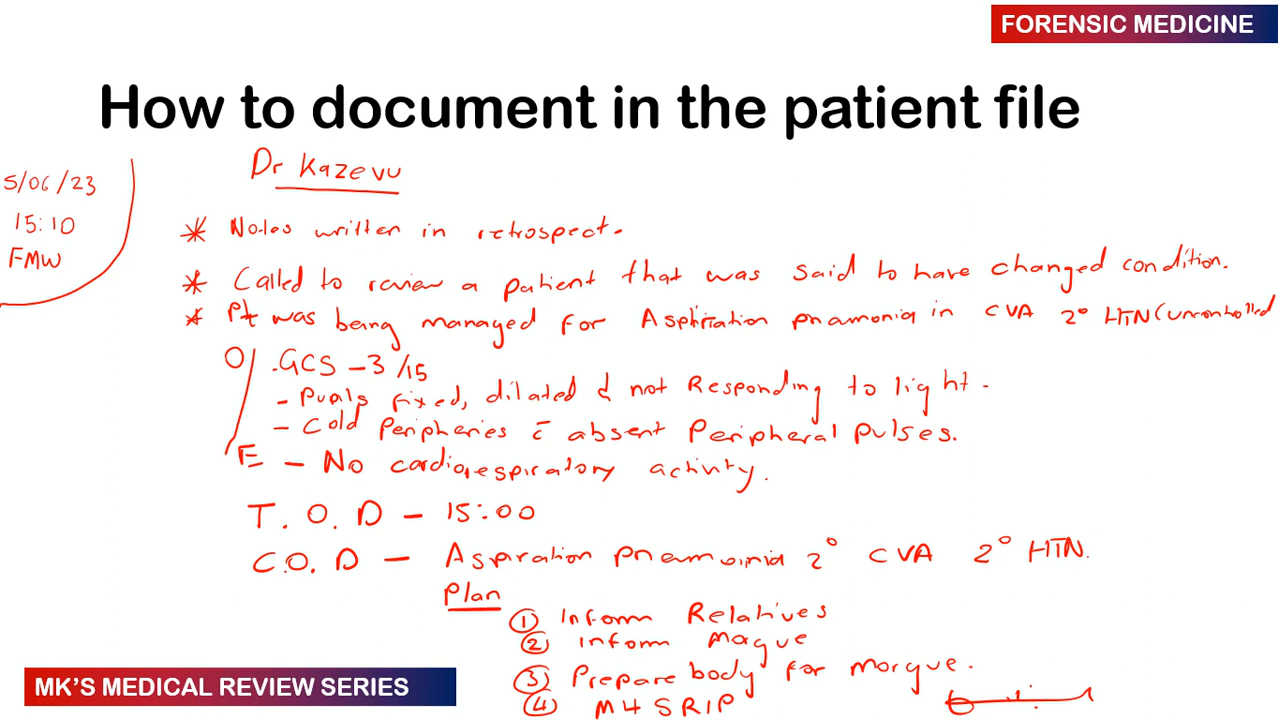 FORENSIC MEDICINE
How to document in the patient file
5/06/23
15:10
FMW
Dr Kazevu
* Notes written in retrospect.
* Called to review a patient that was said to have changed condition.
* Pt was being managed for Aspiration pnamonia in CVA 2° HTN (uncontrolled
O/E
. GCS - 3/15
- Pupils fixed, dilated & not Responding to light.
- Cold Peripheries c̄ absent Peripheral pulses.
- No cardiorespiratory activity.
T.O.D - 15:00
C.O.D - Aspiration pnamoinia 2° CVA 2° HTN.
Plan
① Inform Relatives
② inform Mogue
③ Prepare body for morgue.
④ M4SRIP
MK'S MEDICAL REVIEW SERIES